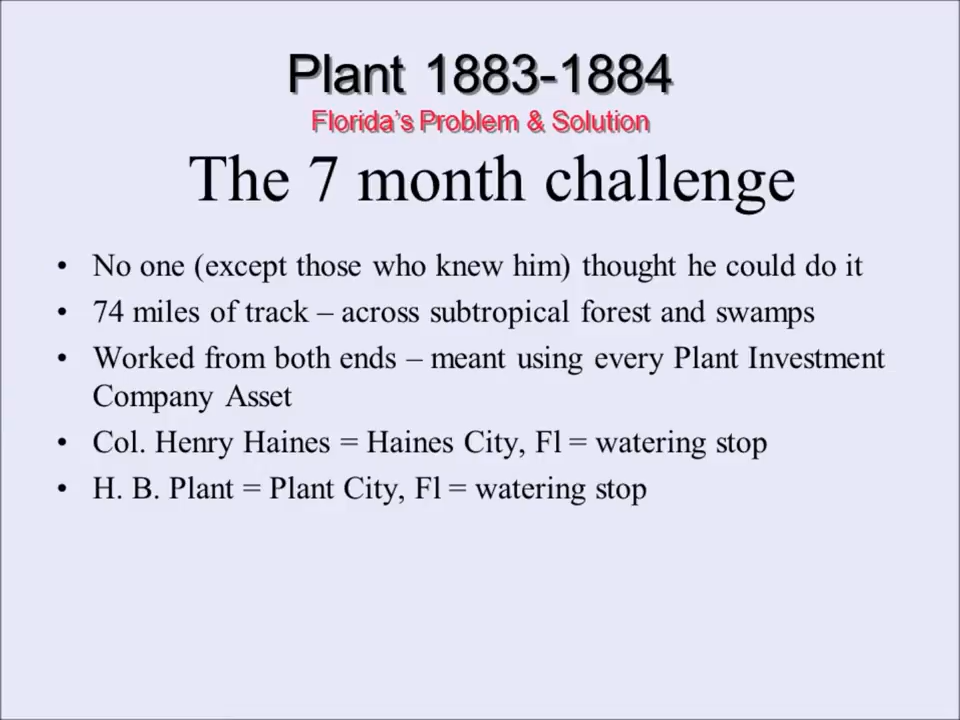 Plant 1883-1884
Florida's Problem & Solution
The 7 month challenge
• No one (except those who knew him) thought he could do it
• 74 miles of track – across subtropical forest and swamps
• Worked from both ends – meant using every Plant Investment
Company Asset
• Col. Henry Haines = Haines City, Fl = watering stop
• H. B. Plant = Plant City, Fl = watering stop